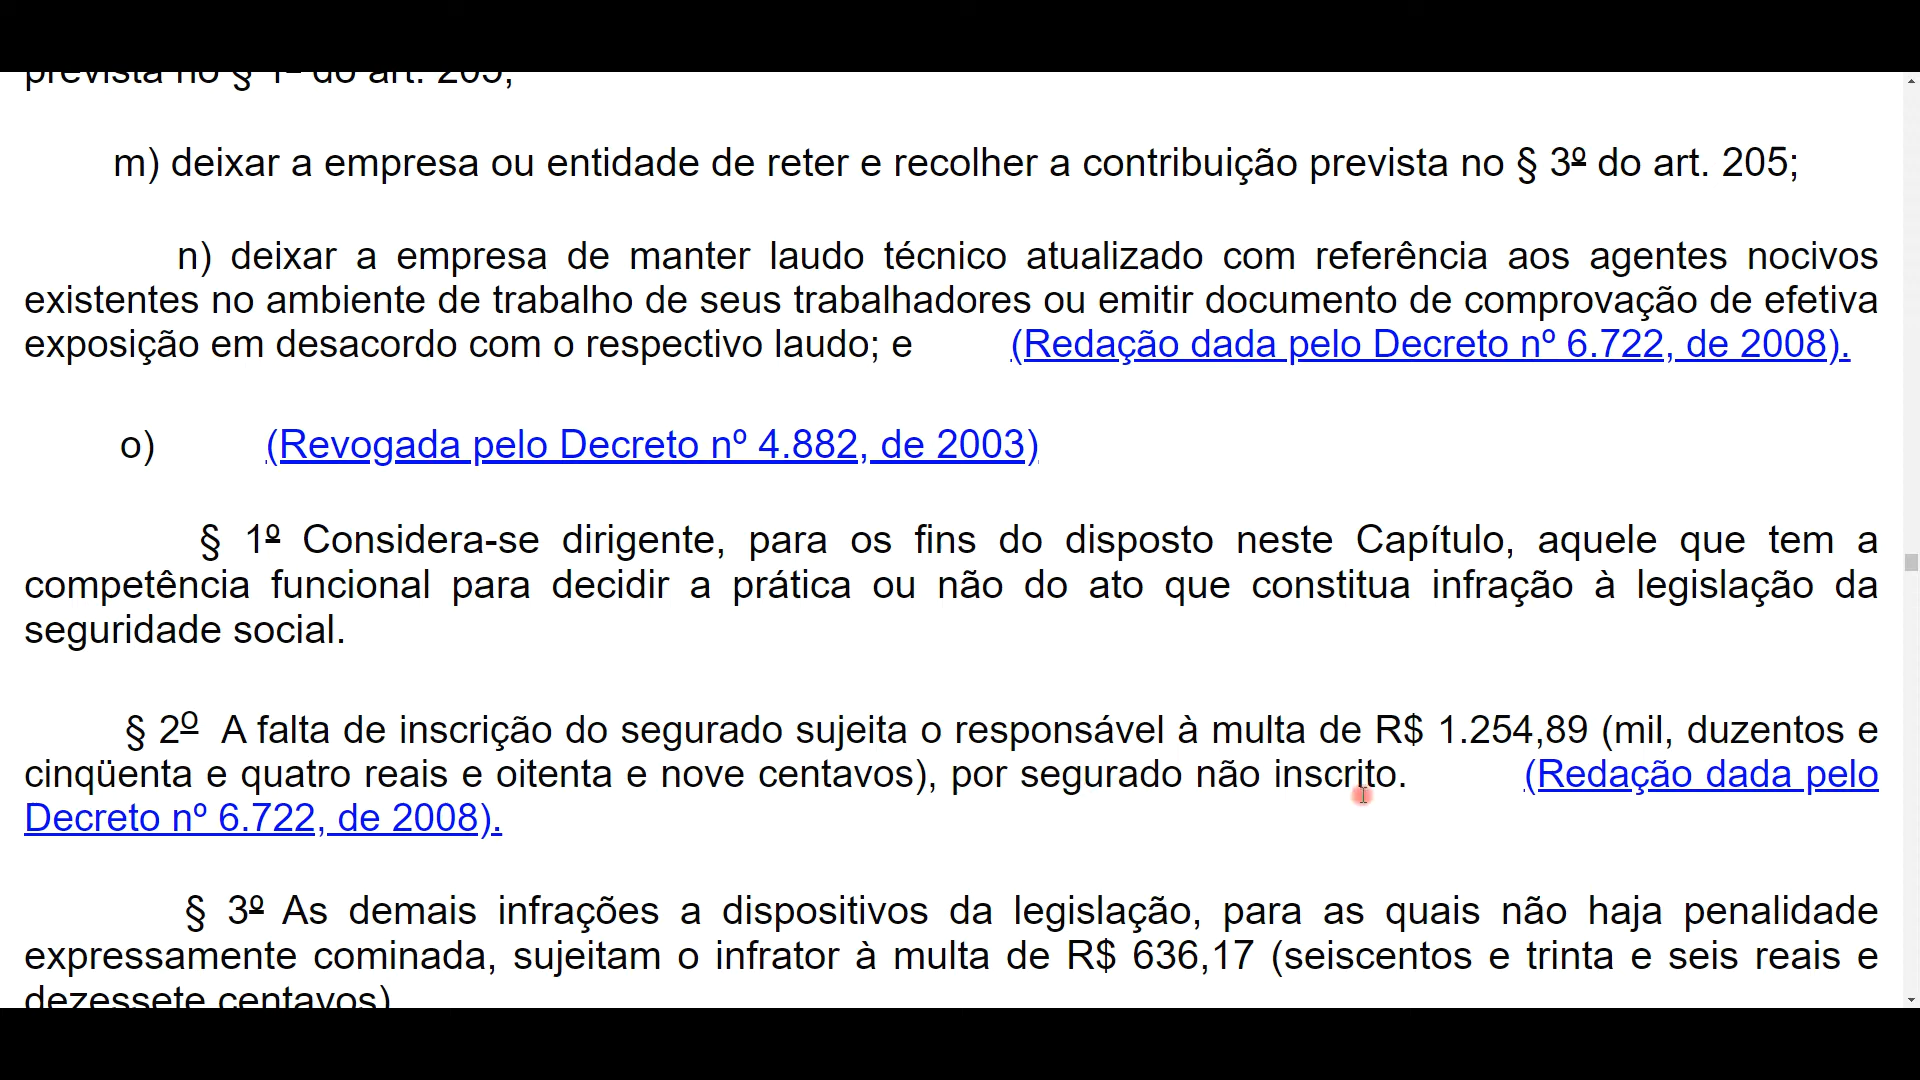 prevista no § 1º do art. 205;
m) deixar a empresa ou entidade de reter e recolher a contribuição prevista no § 3º do art. 205;
n) deixar a empresa de manter laudo técnico atualizado com referência aos agentes nocivos
existentes no ambiente de trabalho de seus trabalhadores ou emitir documento de comprovação de efetiva
exposição em desacordo com o respectivo laudo; e (Redação dada pelo Decreto nº 6.722, de 2008).
o) (Revogada pelo Decreto nº 4.882, de 2003)
§ 1º Considera-se dirigente, para os fins do disposto neste Capítulo, aquele que tem a
competência funcional para decidir a prática ou não do ato que constitua infração à legislação da
seguridade social.
§ 2º A falta de inscrição do segurado sujeita o responsável à multa de R$ 1.254,89 (mil, duzentos e
cinqüenta e quatro reais e oitenta e nove centavos), por segurado não inscrito. (Redação dada pelo
Decreto nº 6.722, de 2008).
§ 3º As demais infrações a dispositivos da legislação, para as quais não haja penalidade
expressamente cominada, sujeitam o infrator à multa de R$ 636,17 (seiscentos e trinta e seis reais e
dezessete centavos)